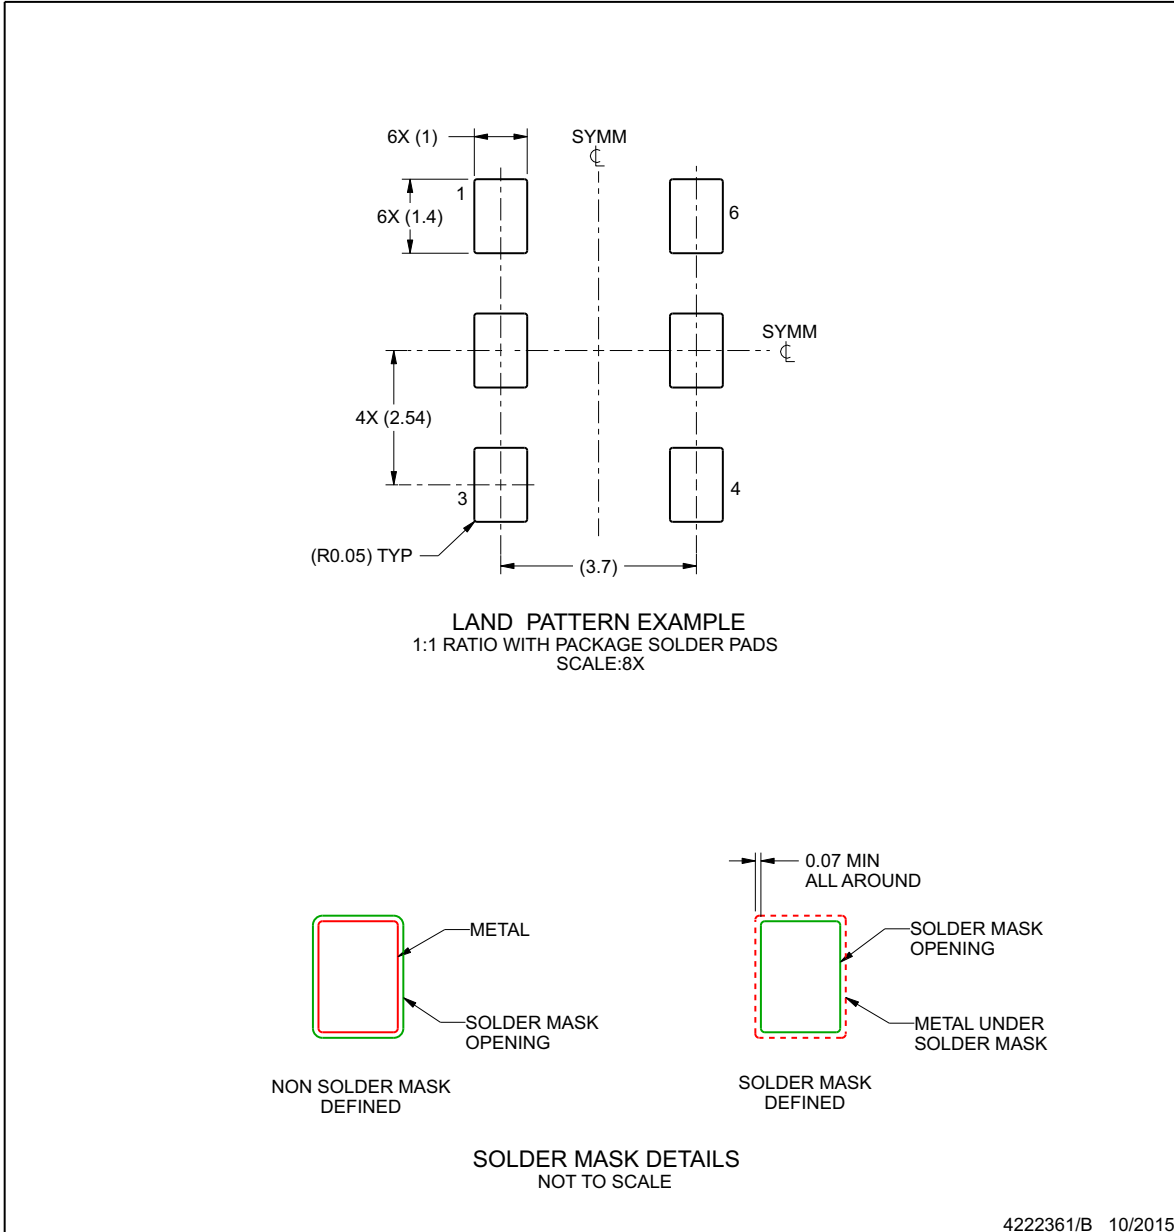 6X (1)
SYMM
1
6X (1.4)
6
SYMM
4X (2.54)
3
4
(R0.05) TYP
(3.7)
LAND PATTERN EXAMPLE
1:1 RATIO WITH PACKAGE SOLDER PADS
SCALE:8X
0.07 MIN
ALL AROUND
METAL
SOLDER MASK
OPENING
NON SOLDER MASK
DEFINED
SOLDER MASK
OPENING
METAL UNDER
SOLDER MASK
SOLDER MASK
DEFINED
SOLDER MASK DETAILS
NOT TO SCALE
4222361/B 10/2015